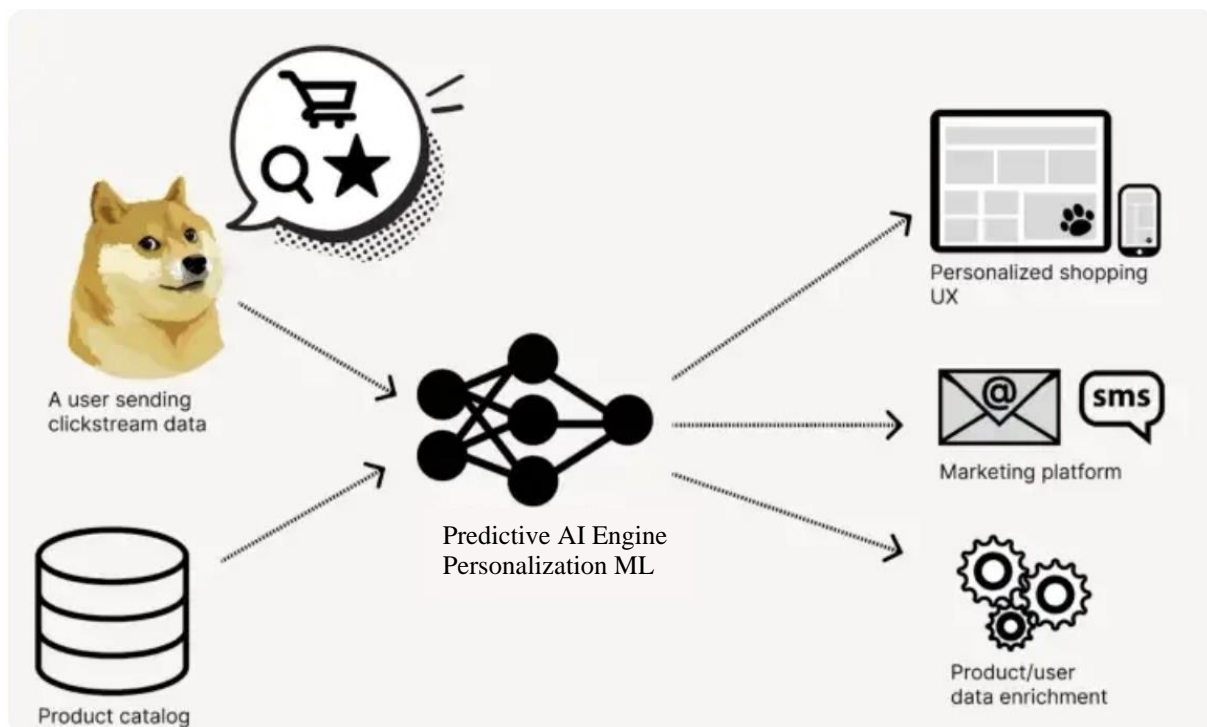 A user sending
clickstream data
Product catalog
Predictive AI Engine
Personalization ML
Personalized shopping
UX
@
sms
Marketing platform
Product/user
data enrichment